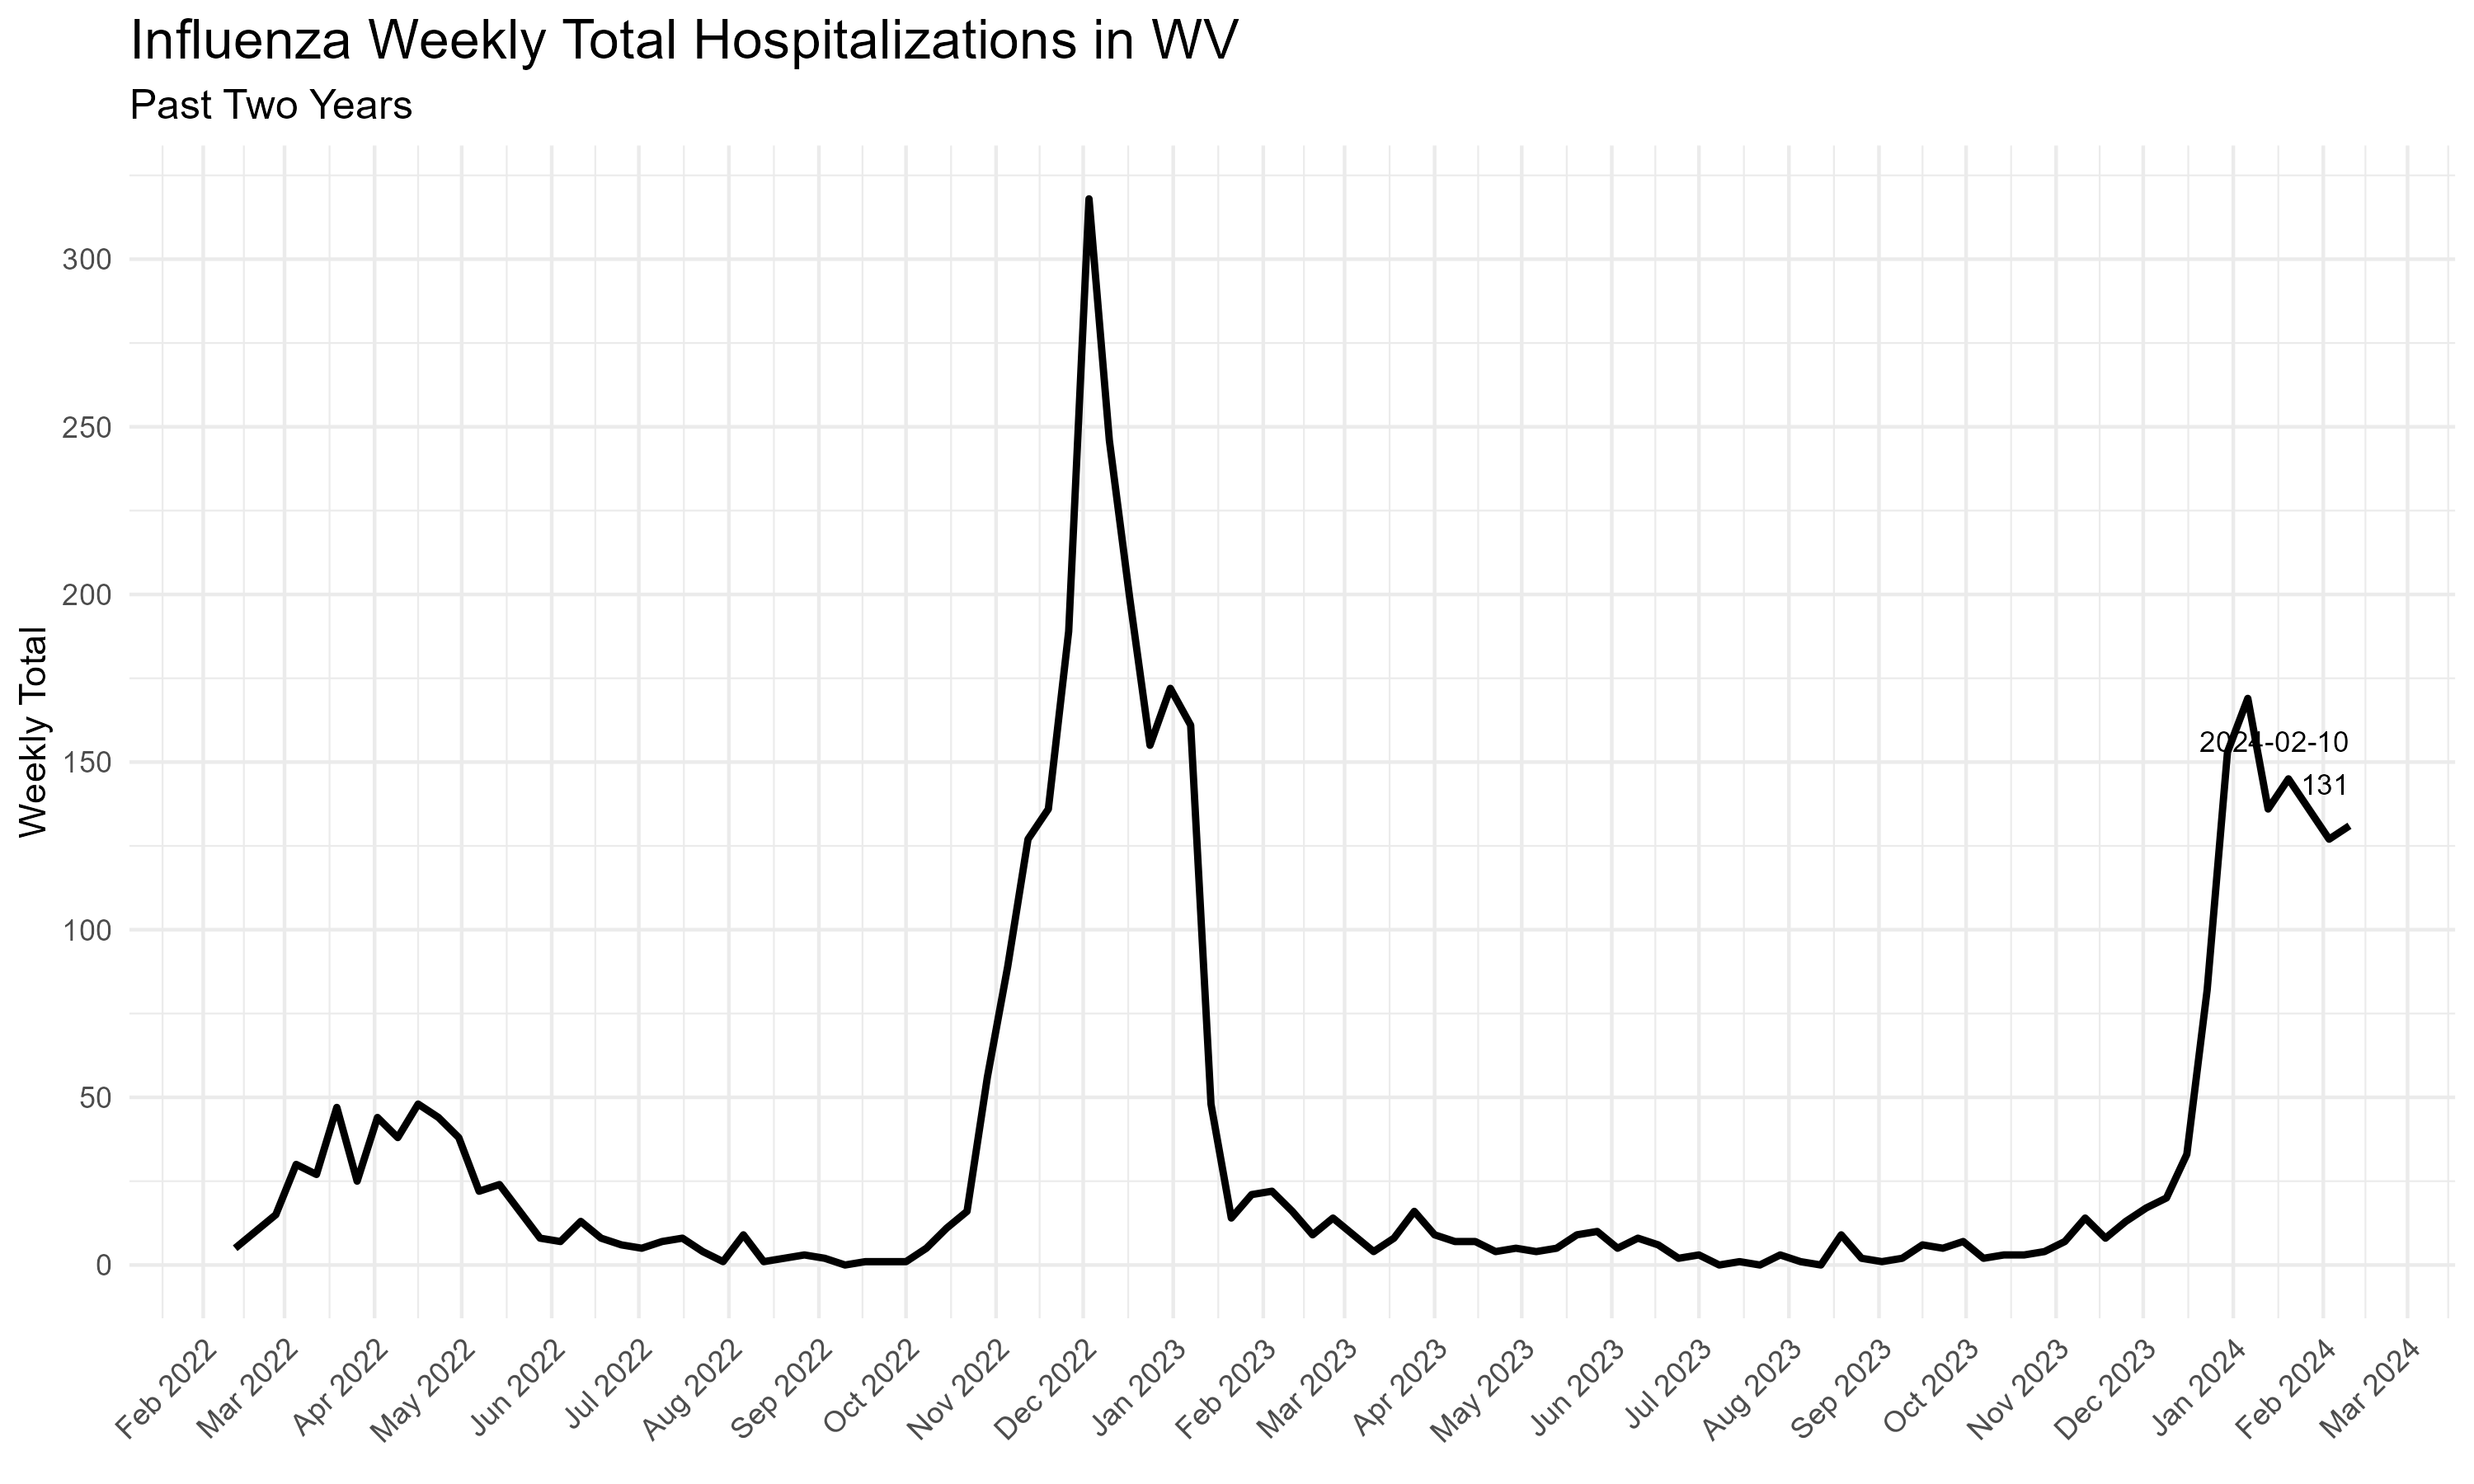 Influenza Weekly Total Hospitalizations in WV
Past Two Years
Weekly Total
300
250
200
150
100
50
0
2024-02-10
131
Feb 2022
Mar 2022
Apr 2022
May 2022
Jun 2022
Jul 2022
Aug 2022
Sep 2022
Oct 2022
Nov 2022
Dec 2022
Jan 2023
Feb 2023
Mar 2023
Apr 2023
May 2023
Jun 2023
Jul 2023
Aug 2023
Sep 2023
Oct 2023
Nov 2023
Dec 2023
Jan 2024
Feb 2024
Mar 2024